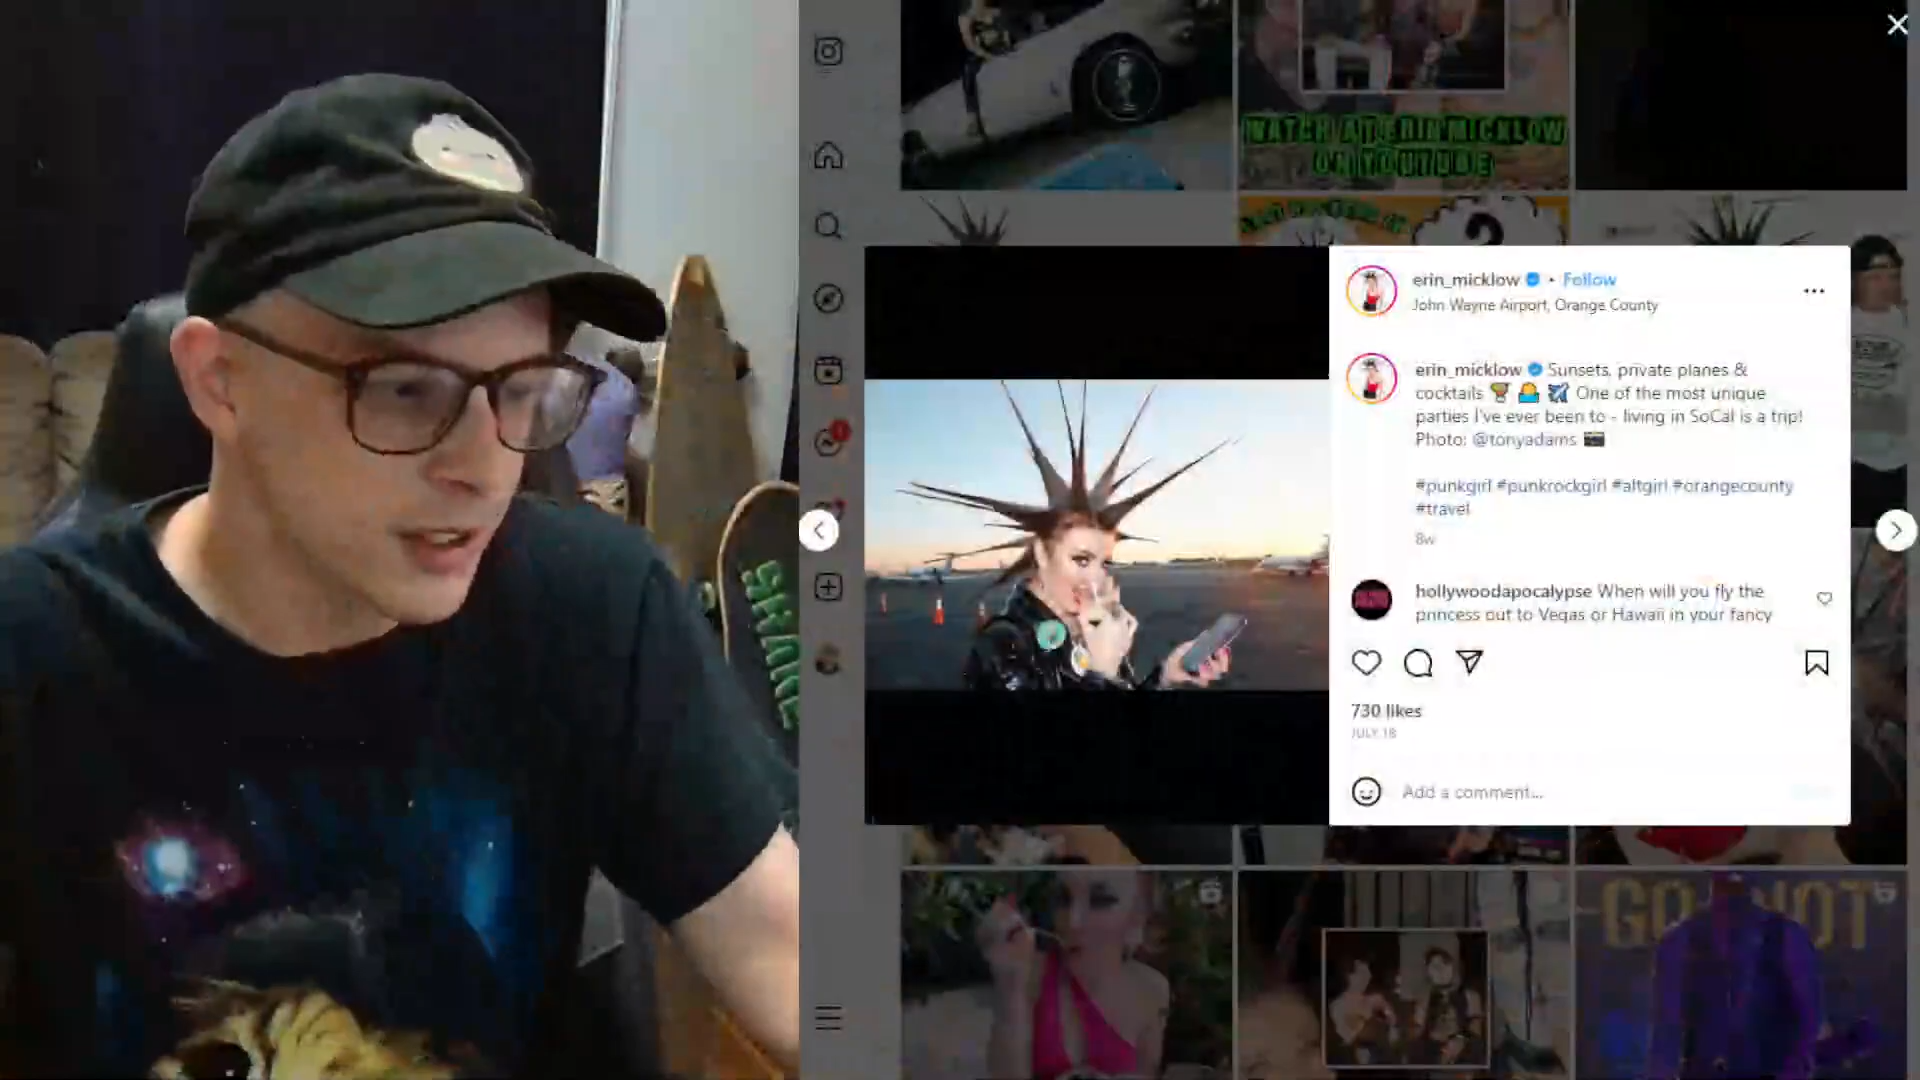 WATCH AT ERIN MICKLOW
ON YOUTUBE
erin_micklow • Follow
John Wayne Airport, Orange County
erin_micklow Sunsets, private planes &
cocktails 🍹 🌅 ✈️ One of the most unique
parties I've ever been to - living in SoCal is a trip!
Photo: @tonyadams 📷
#punkgirl #punkrockgirl #altgirl #orangecounty
#travel
8w
hollywoodapocalypse When will you fly the
princess out to Vegas or Hawaii in your fancy
730 likes
JULY 18
Add a comment...
SKATE